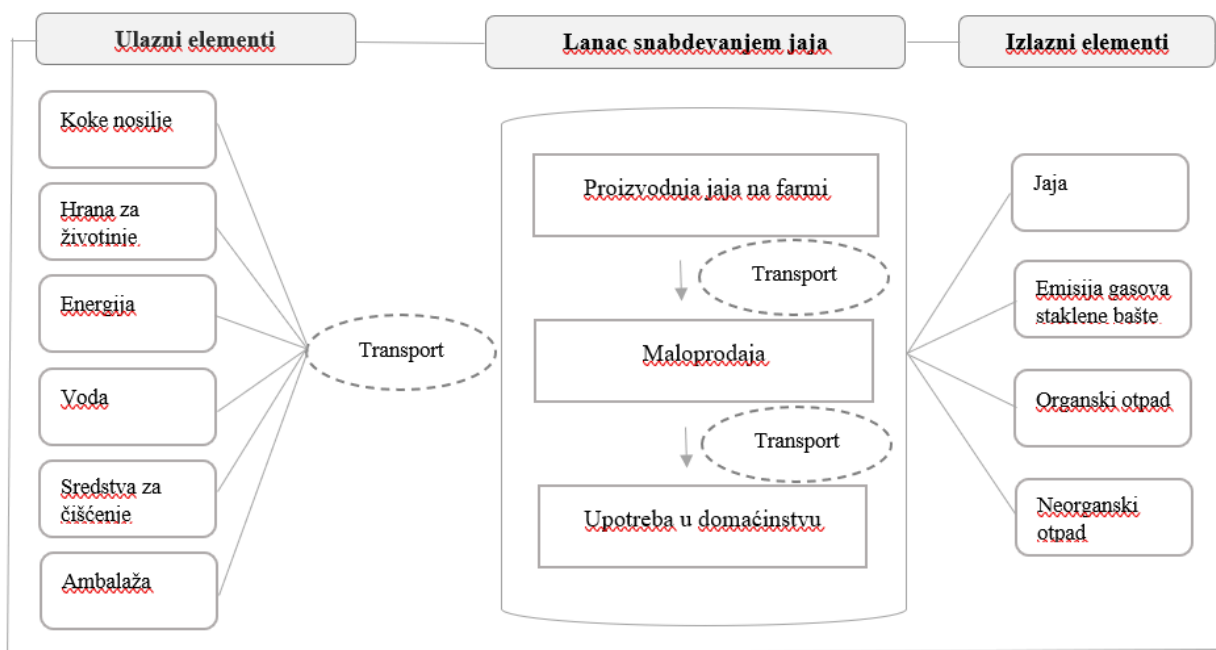 Ulazni elementi
Lanac snabdevanjem jaja
Izlazni elementi
Koke nosilje
Hrana za
životinje
Energija
Voda
Sredstva za
čišćenje
Ambalaža
Transport
Proizvodnja jaja na farmi
Transport
Maloprodaja
Transport
Upotreba u domaćinstvu
Jaja
Emisija gasova
staklene bašte
Organski otpad
Neorganski
otpad